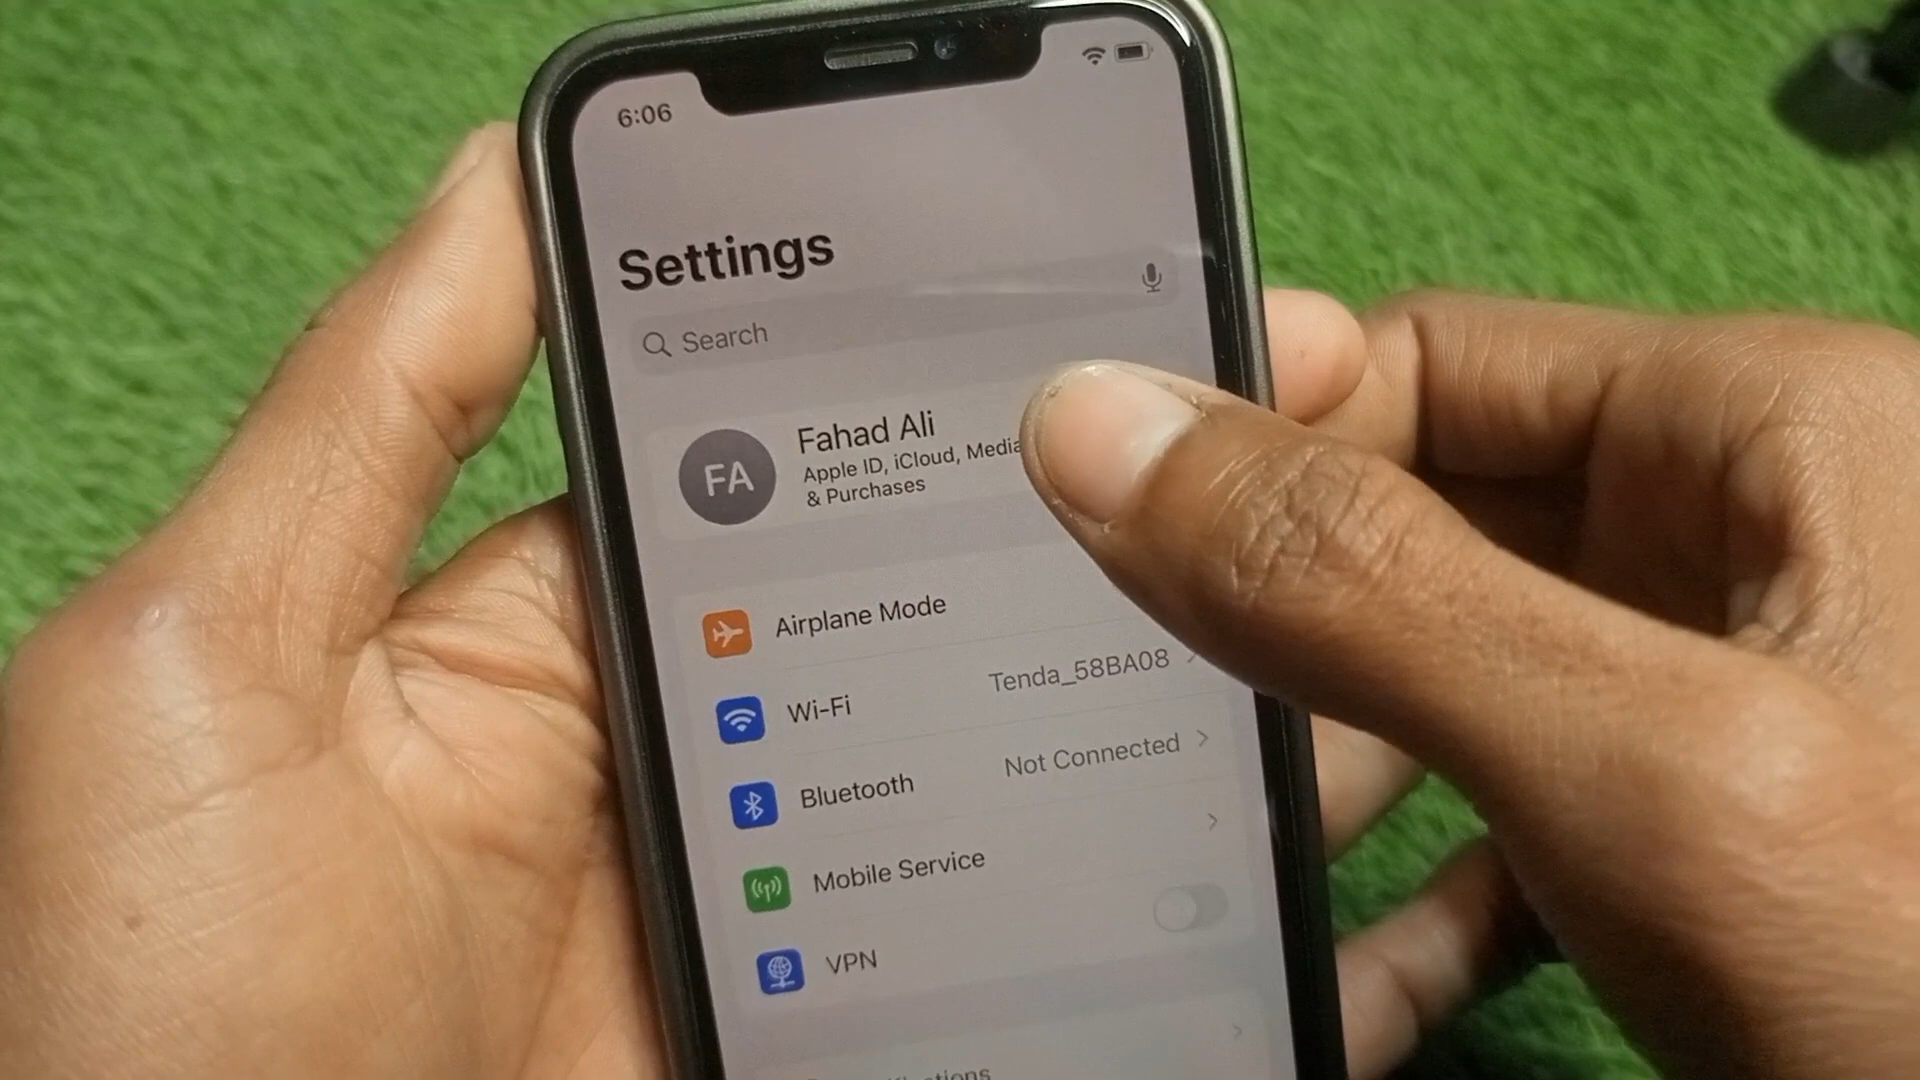 6:06
Settings
Search
FA
Fahad Ali
Apple ID, iCloud, Media
& Purchases
Airplane Mode
Wi-Fi
Tenda_58BA08
Bluetooth
Not Connected
Mobile Service
VPN